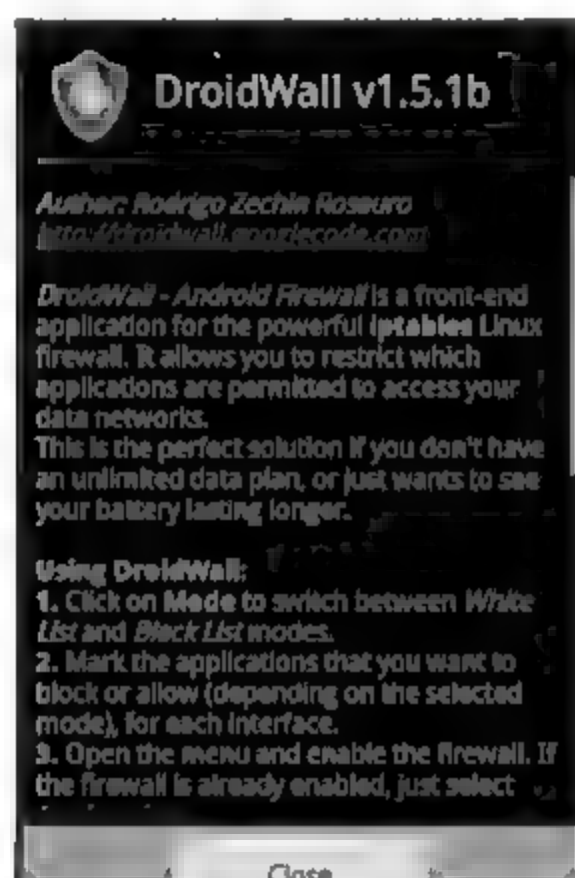 DroidWall v1.5.1b
Author: Rodrigo Zechin Rosauro
http://droidwall.googlecode.com
DroidWall - Android Firewall is a front-end
application for the powerful iptables Linux
firewall. It allows you to restrict which
applications are permitted to access your
data networks.
This is the perfect solution if you don't have
an unlimited data plan, or just wants to see
your battery lasting longer.
Using DroidWall:
1. Click on Mode to switch between White
List and Black List modes.
2. Mark the applications that you want to
block or allow (depending on the selected
mode), for each interface.
3. Open the menu and enable the firewall. If
the firewall is already enabled, just select
Close